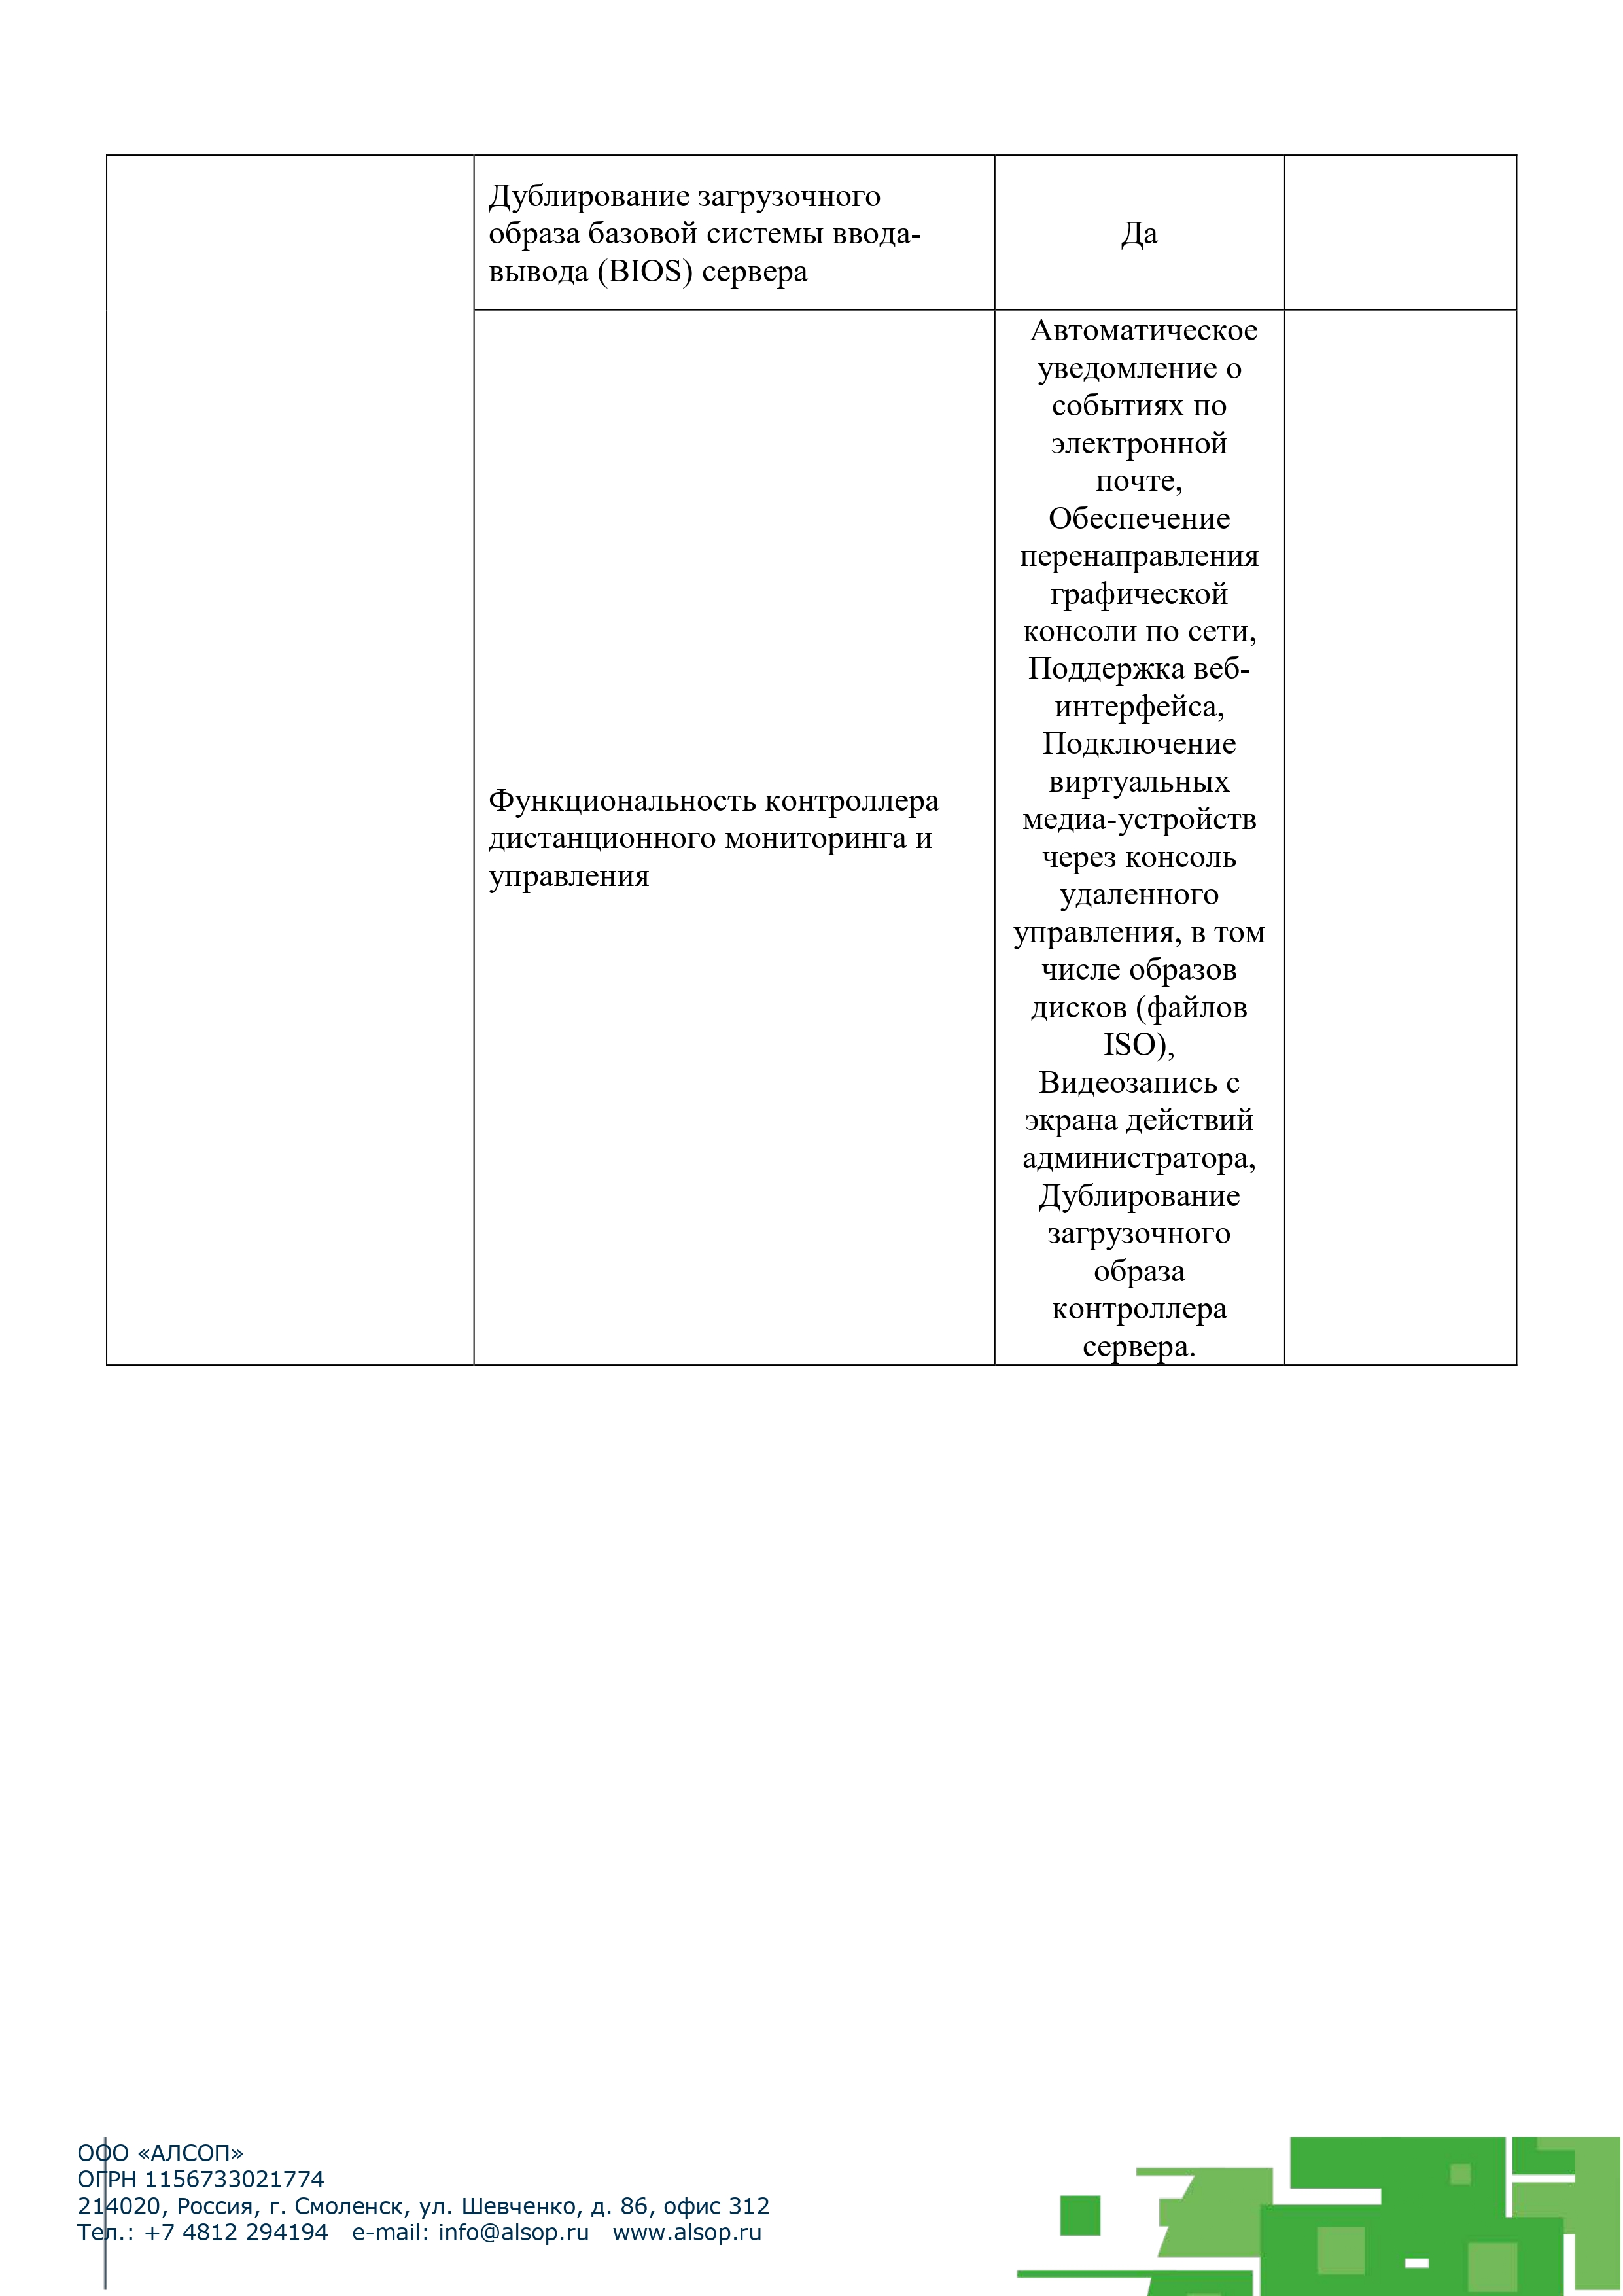 Дублирование загрузочного
образа базовой системы ввода-
вывода (BIOS) сервера
Да
Функциональность контроллера
дистанционного мониторинга и
управления
Автоматическое
уведомление о
событиях по
электронной
почте,
Обеспечение
перенаправления
графической
консоли по сети,
Поддержка веб-
интерфейса,
Подключение
виртуальных
медиа-устройств
через консоль
удаленного
управления, в том
числе образов
дисков (файлов
ISO),
Видеозапись с
экрана действий
администратора,
Дублирование
загрузочного
образа
контроллера
сервера.
ООО «АЛСОП»
ОГРН 1156733021774
214020, Россия, г. Смоленск, ул. Шевченко, д. 86, офис 312
Тел.: +7 4812 294194 e-mail: info@alsop.ru www.alsop.ru